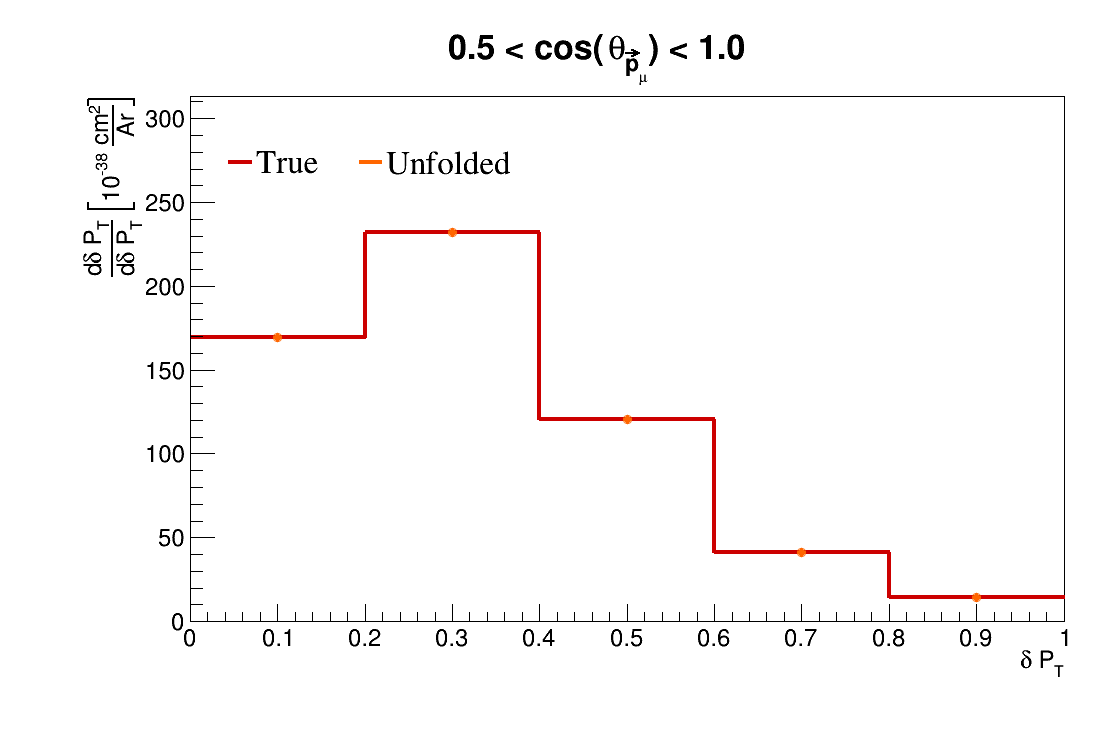 0.5 < cos(θ_{\vec{p}_μ}) < 1.0
dδ P_T / dδ P_T [10^{-38} cm^2 / Ar]
True Unfolded
300
250
200
150
100
50
0
0 0.1 0.2 0.3 0.4 0.5 0.6 0.7 0.8 0.9 1
δ P_T